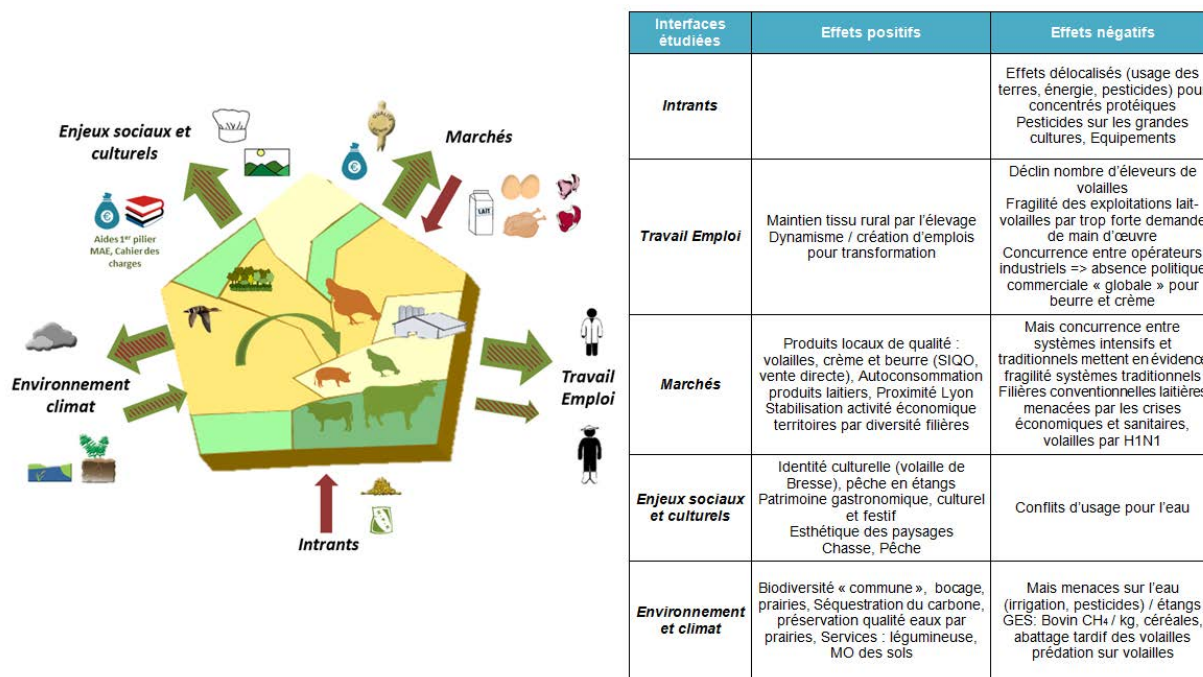 Enjeux sociaux et
culturels
Marchés
LAIT
Aides 1er pilier
MAE, Cahier des
charges
Environnement
climat
Travail
Emploi
Intrants
Interfaces
étudiées
Effets positifs
Effets négatifs
Intrants
Effets délocalisés (usage des
terres, énergie, pesticides) pour
concentrés protéiques
Pesticides sur les grandes
cultures, Equipements
Travail Emploi
Maintien tissu rural par l'élevage
Dynamisme / création d'emplois
pour transformation
Déclin nombre d'éleveurs de
volailles
Fragilité des exploitations lait-
volailles par trop forte demande
de main d'œuvre
Concurrence entre opérateurs
industriels => absence politique
commerciale « globale » pour
beurre et crème
Marchés
Produits locaux de qualité :
volailles, crème et beurre (SIQO,
vente directe), Autoconsommation
produits laitiers, Proximité Lyon
Stabilisation activité économique
territoires par diversité filières
Mais concurrence entre
systèmes intensifs et
traditionnels mettent en évidence
fragilité systèmes traditionnels
Filières conventionnelles laitières
menacées par les crises
économiques et sanitaires,
volailles par H1N1
Enjeux sociaux
et culturels
Identité culturelle (volaille de
Bresse), pêche en étangs
Patrimoine gastronomique, culturel
et festif
Esthétique des paysages
Chasse, Pêche
Conflits d'usage pour l'eau
Environnement
et climat
Biodiversité « commune », bocage,
prairies, Séquestration du carbone,
préservation qualité eaux par
prairies, Services : légumineuse,
MO des sols
Mais menaces sur l'eau
(irrigation, pesticides) / étangs
GES: Bovin CH4 / kg, céréales,
abattage tardif des volailles
prédation sur volailles